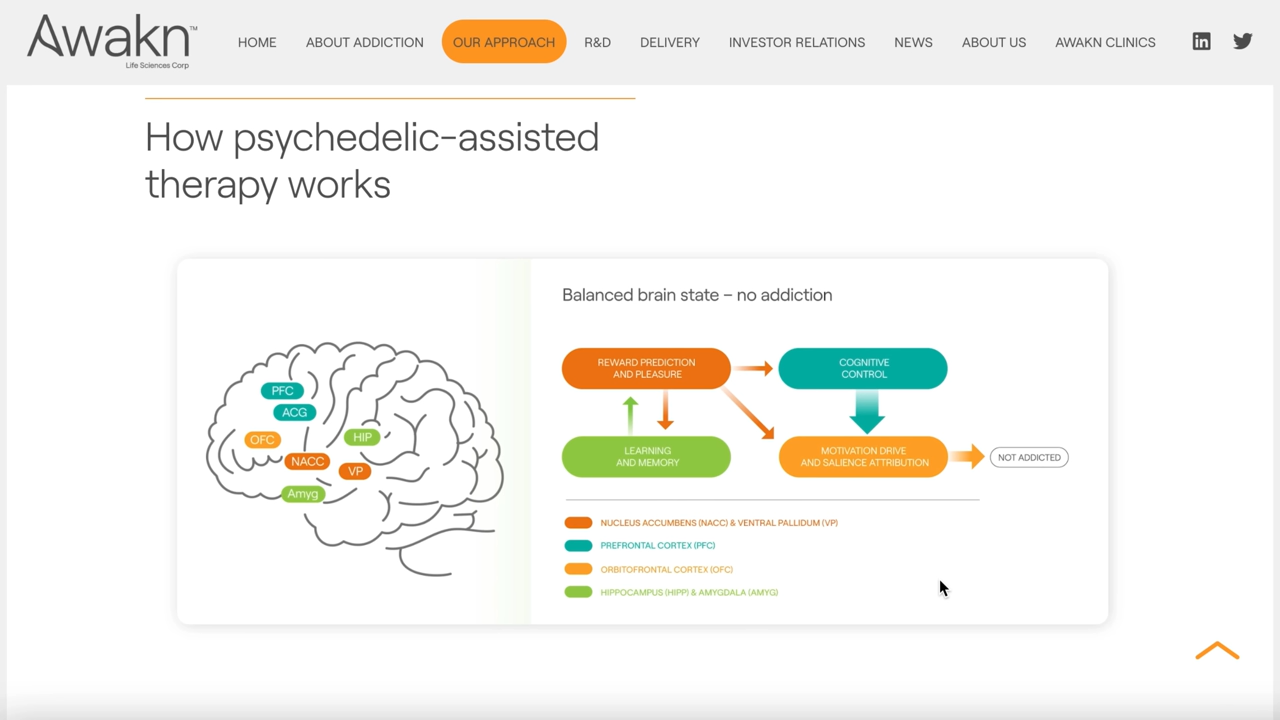 Awakn™
Life Sciences Corp
HOME
ABOUT ADDICTION
OUR APPROACH
R&D
DELIVERY
INVESTOR RELATIONS
NEWS
ABOUT US
AWAKN CLINICS
in
How psychedelic-assisted
therapy works
PFC
ACG
OFC
HIP
NACC
VP
Amyg
Balanced brain state – no addiction
REWARD PREDICTION
AND PLEASURE
COGNITIVE
CONTROL
LEARNING
AND MEMORY
MOTIVATION DRIVE
AND SALIENCE ATTRIBUTION
NOT ADDICTED
NUCLEUS ACCUMBENS (NACC) & VENTRAL PALLIDUM (VP)
PREFRONTAL CORTEX (PFC)
ORBITOFRONTAL CORTEX (OFC)
HIPPOCAMPUS (HIPP) & AMYGDALA (AMYG)